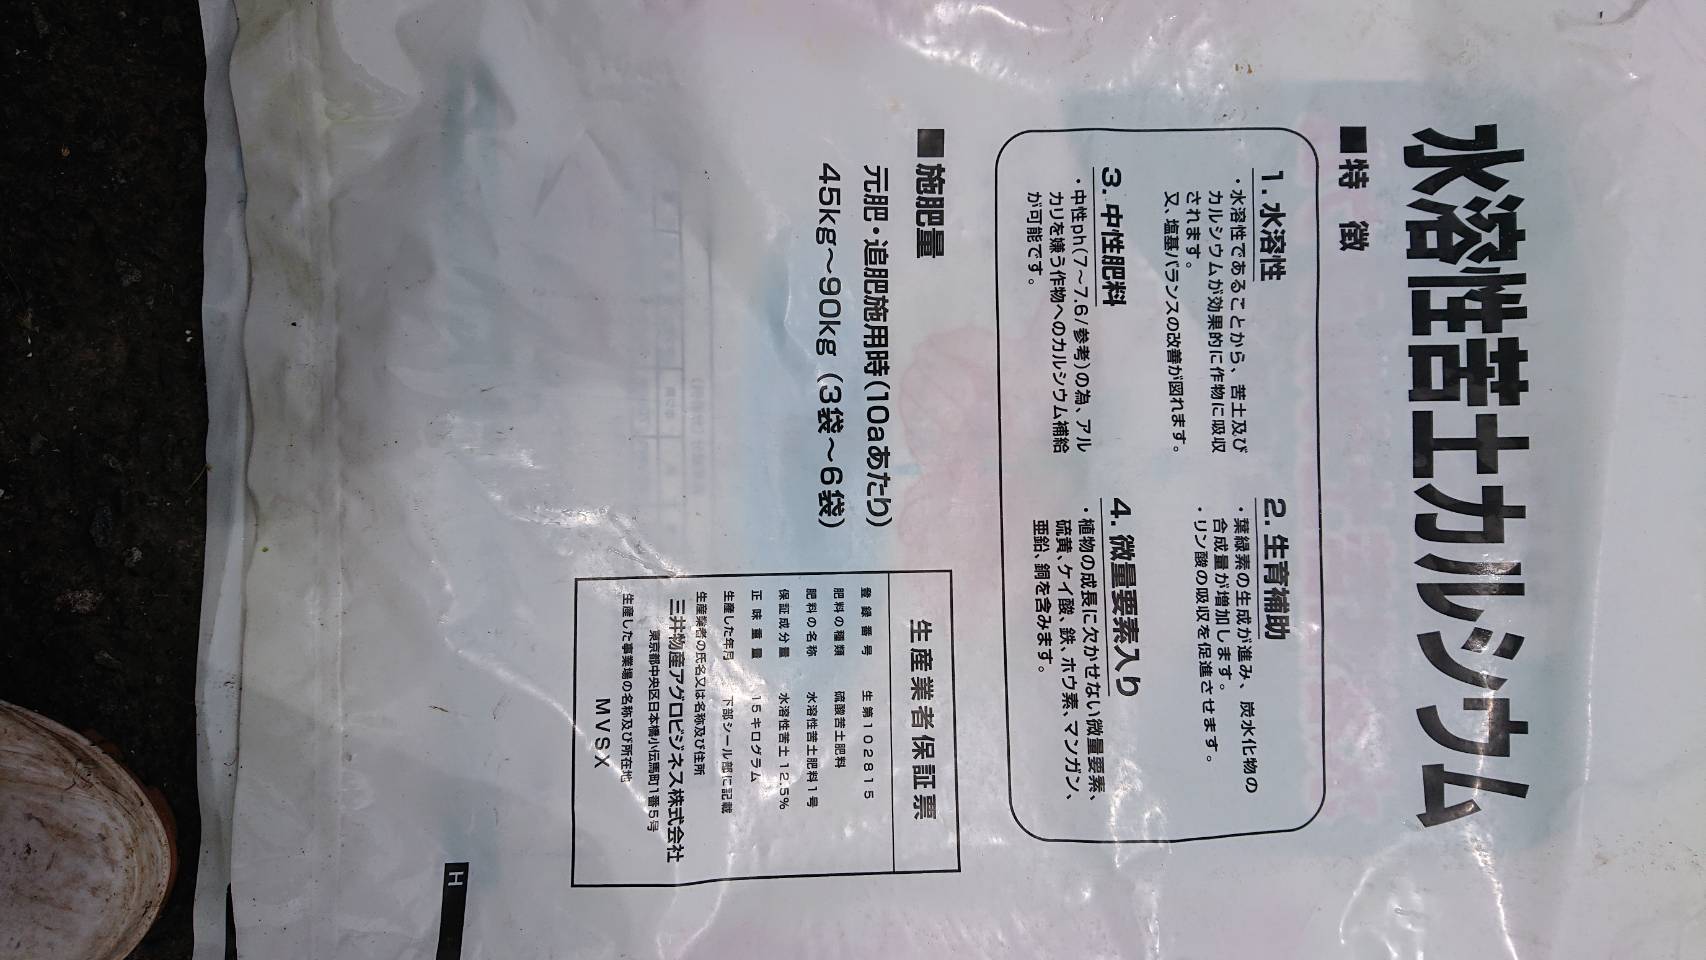 水溶性苦土カルシウム
■特 徴
1. 水溶性
・水溶性であることから、苦土及び
カルシウムが効果的に作物に吸収
されます。
又、塩基バランスの改善が図れます。
2. 生育補助
・葉緑素の生成が進み、炭水化物の
合成量が増加します。
・リン酸の吸収を促進させます。
3. 中性肥料
・中性ph(7〜7.6/参考)の為、アル
カリを嫌う作物へのカルシウム補給
が可能です。
4. 微量要素入り
・植物の成長に欠かせない微量要素、
硫黄、ケイ酸、鉄、ホウ素、マンガン、
亜鉛、銅を含みます。
■施肥量
元肥・追肥施用時(10aあたり)
45kg〜90kg (3袋〜6袋)
生産業者保証票
登録番号 生第102815
肥料の種類 硫酸苦土肥料
肥料の名称 水溶性苦土肥料1号
保証成分量 水溶性苦土12.5%
正味重量 15キログラム
生産した年月 下部シール部に記載
生産業者の氏名又は名称及び住所
三井物産アグロビジネス株式会社
東京都中央区日本橋小伝馬町1番5号
生産した事業場の名称及び所在地
MVSX
H